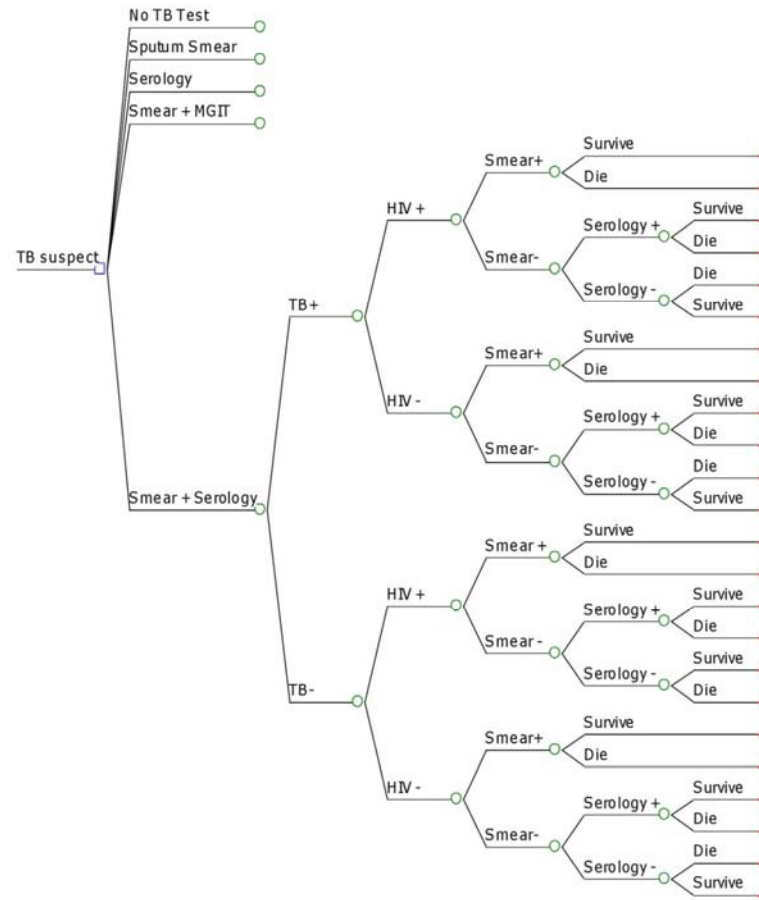 No TB Test
Sputum Smear
Serology
Smear + MGIT
TB suspect
Smear + Serology
TB+
HIV +
Smear+
Survive
Die
Smear-
Serology +
Survive
Die
Serology -
Die
Survive
HIV -
Smear+
Survive
Die
Smear-
Serology +
Survive
Die
Serology -
Die
Survive
TB-
HIV +
Smear +
Survive
Die
Smear -
Serology +
Survive
Die
Serology -
Survive
Die
HIV -
Smear+
Survive
Die
Smear-
Serology +
Survive
Die
Serology -
Die
Survive